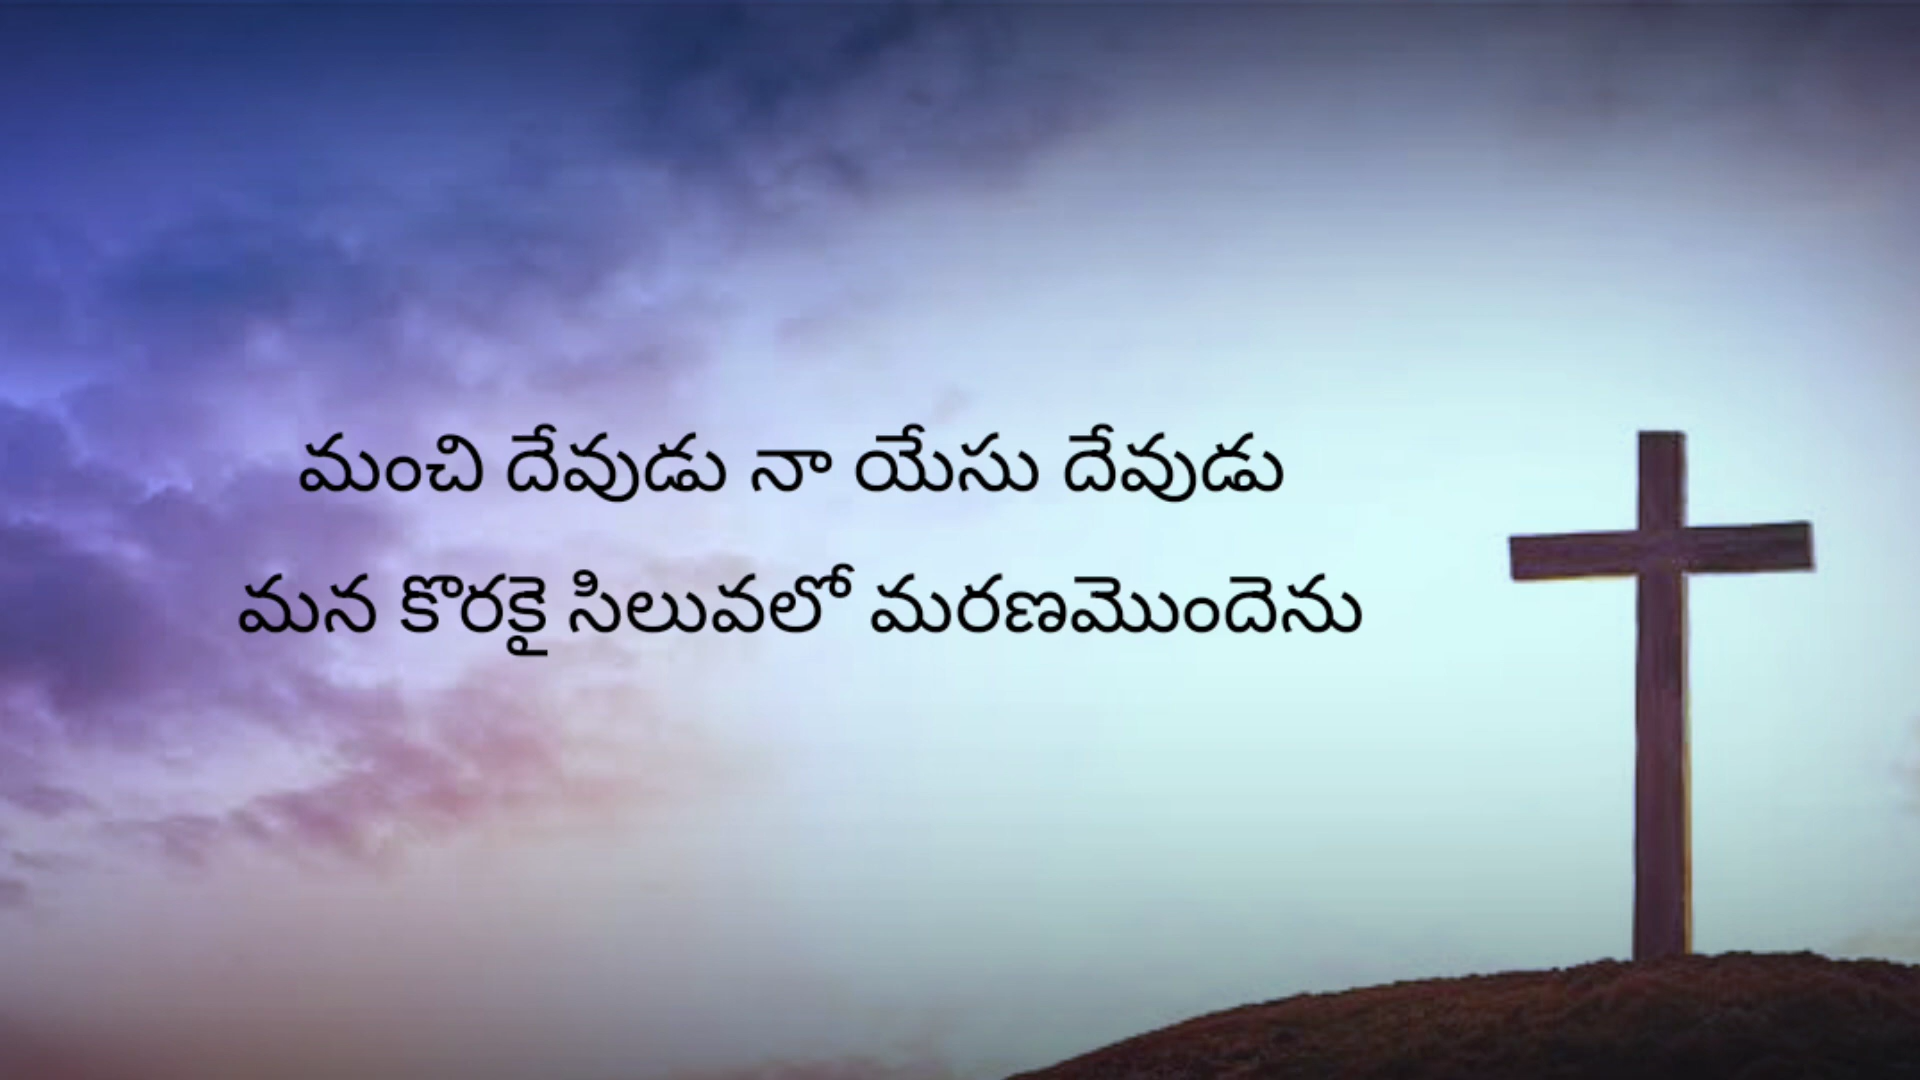 మంచి దేవుడు నా యేసు దేవుడు
మన కొరకై సిలువలో మరణమొందెను